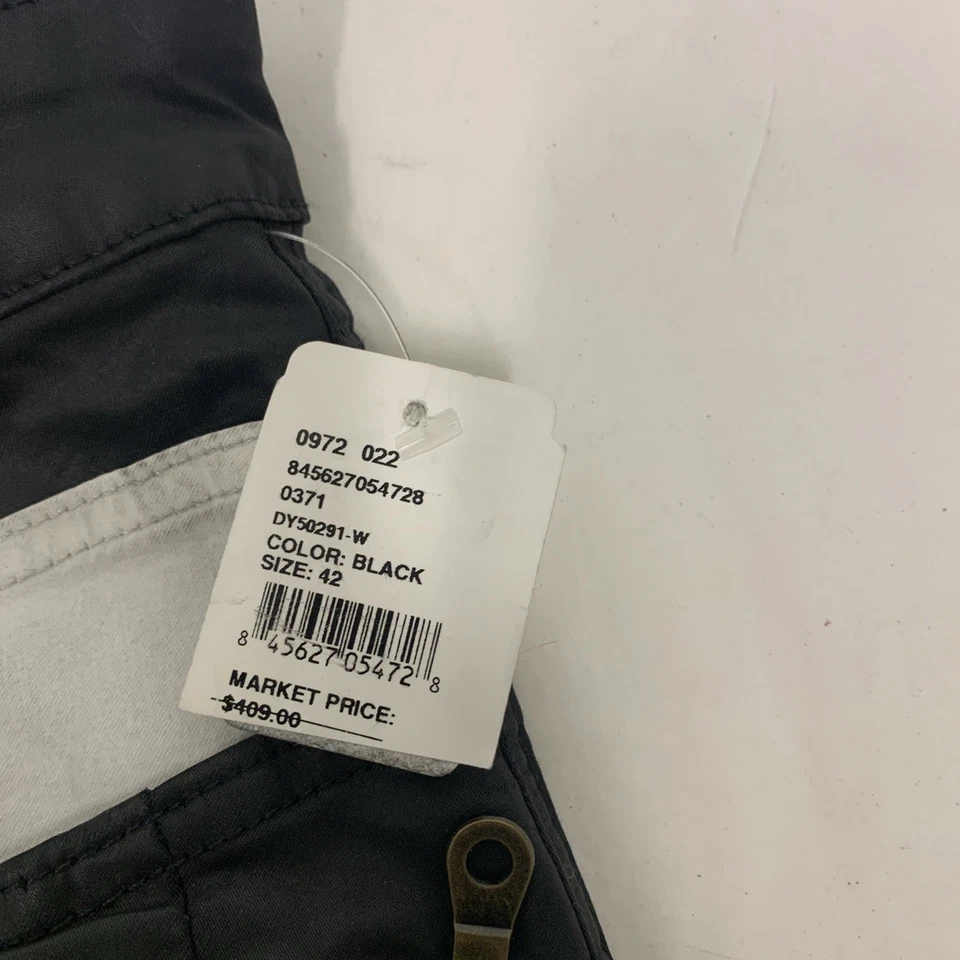 0972 022
845627054728
0371
DY50291-W
COLOR: BLACK
SIZE: 42
8 45627 05472 8
MARKET PRICE:
$409.00